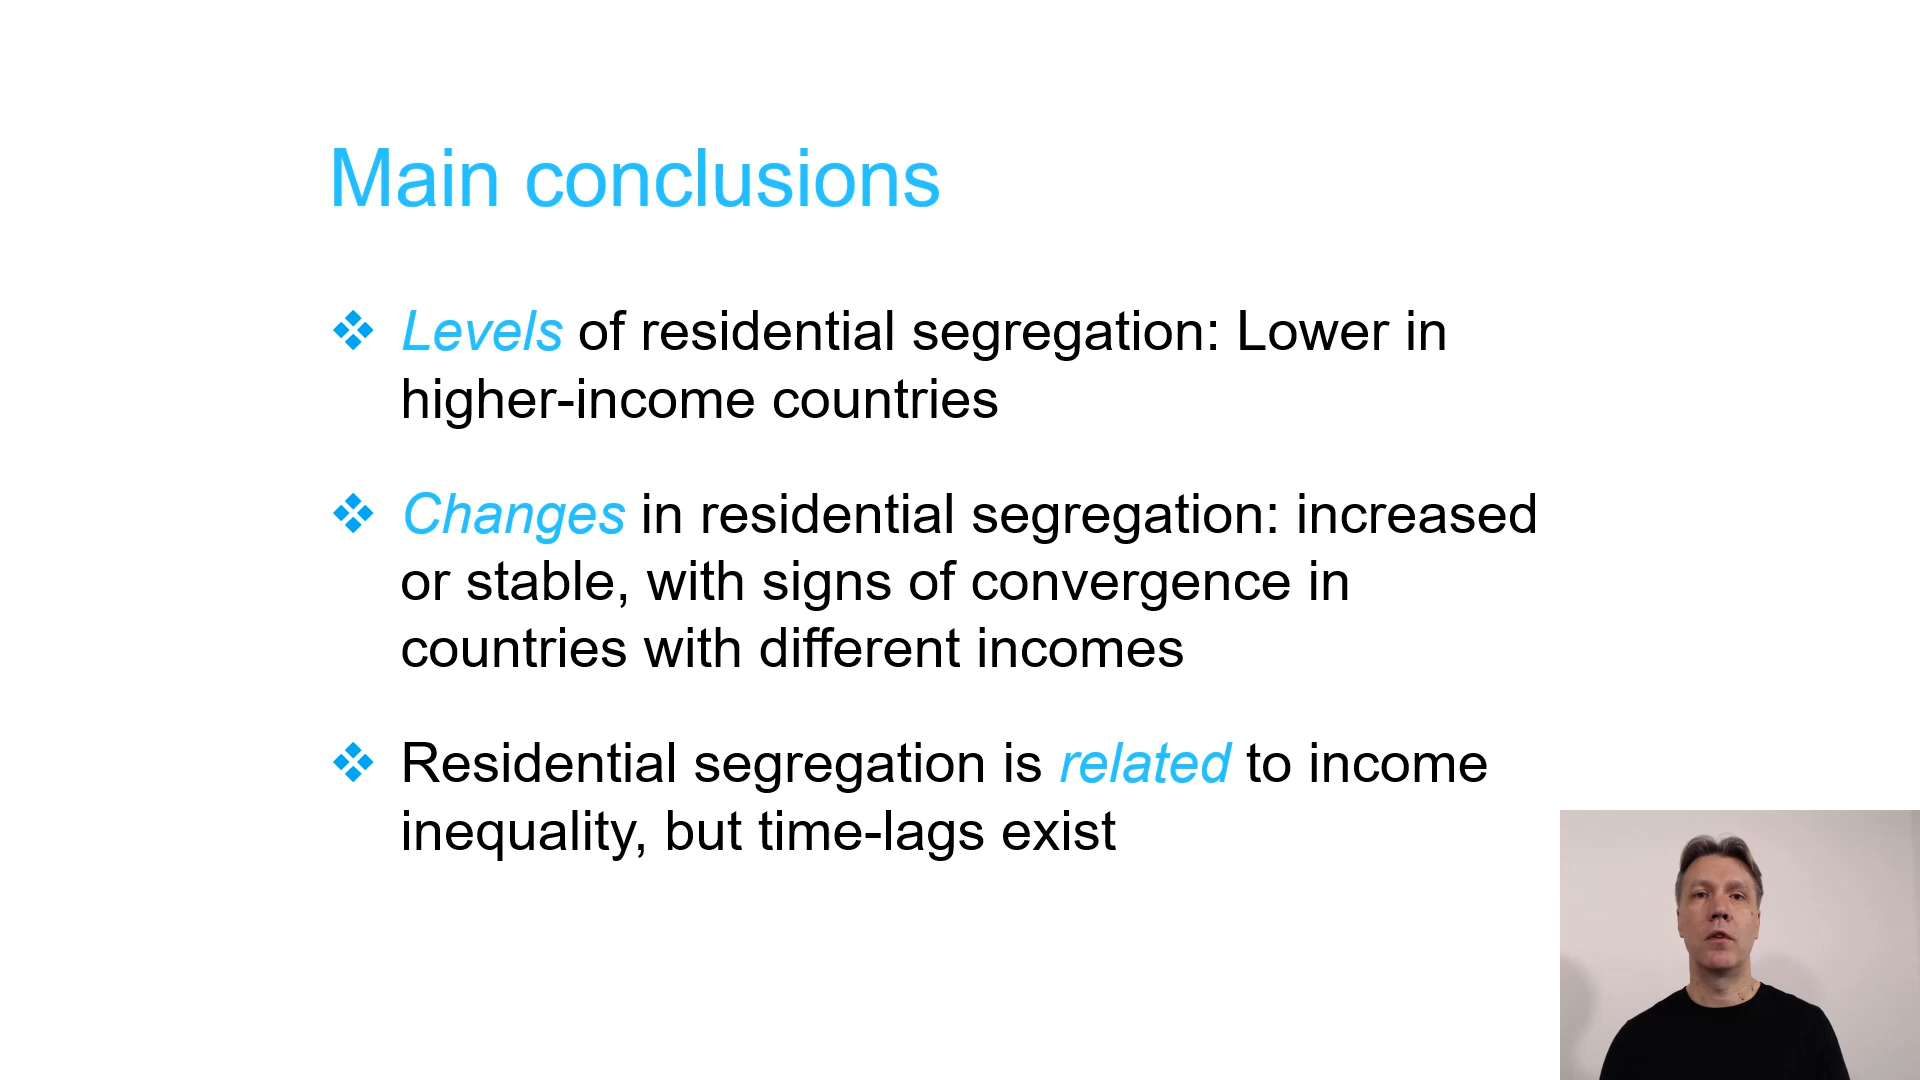 Main conclusions
Levels of residential segregation: Lower in
higher-income countries
Changes in residential segregation: increased
or stable, with signs of convergence in
countries with different incomes
Residential segregation is related to income
inequality, but time-lags exist